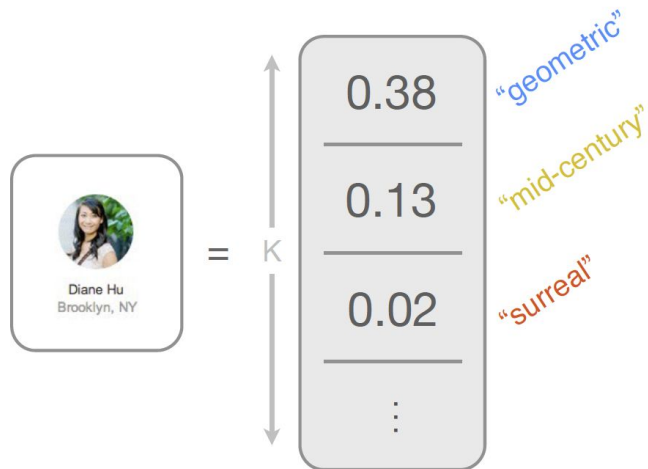 0.38
“geometric”
0.13
“mid-century”
Diane Hu
Brooklyn, NY
=
K
0.02
“surreal”
⋮